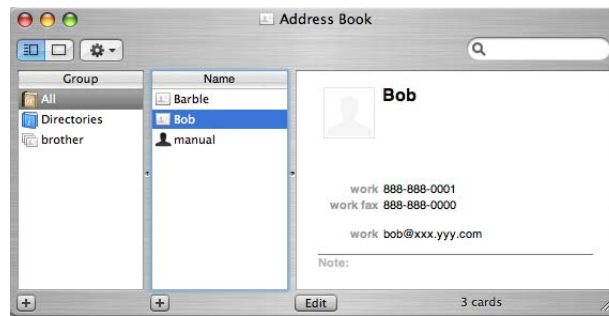 Address Book
Group
All
Directories
brother
Name
Barble
Bob
manual
Bob
work 888-888-0001
work fax 888-888-0000
work bob@xxx.yyy.com
Note:
Edit
3 cards